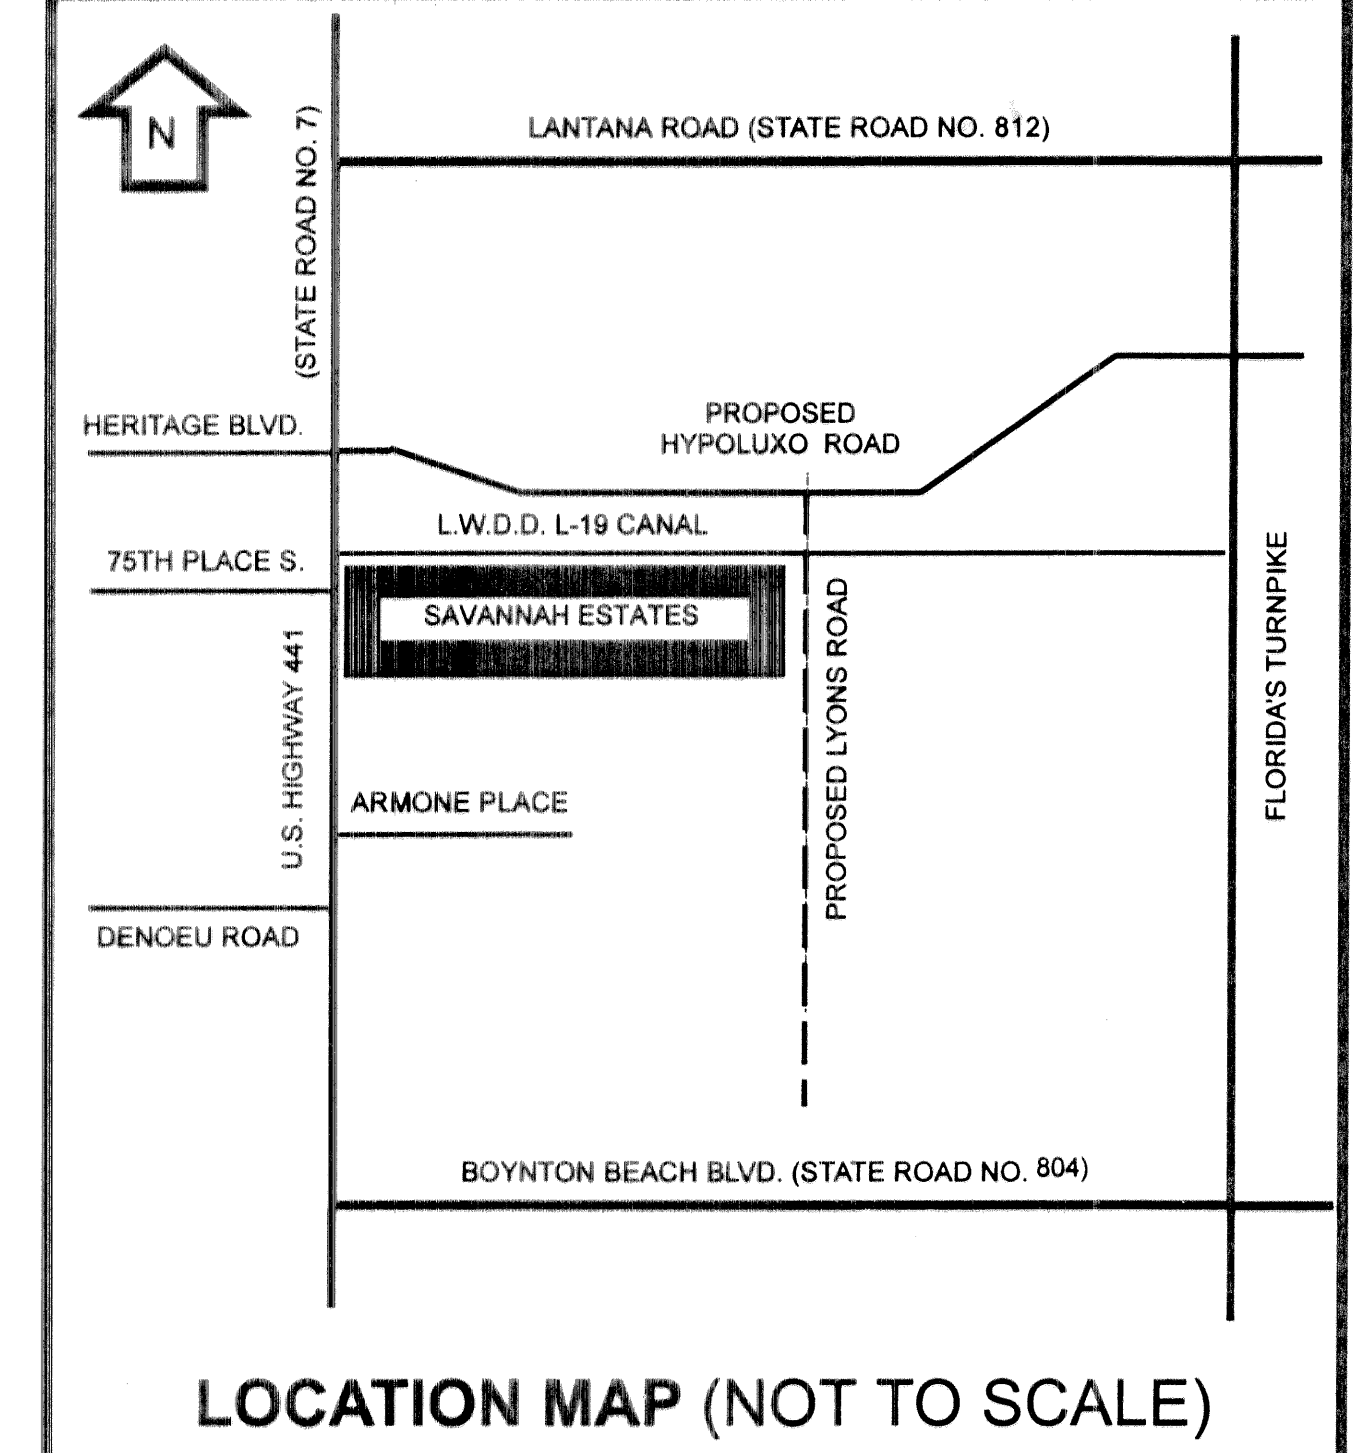 N
LANTANA ROAD (STATE ROAD NO. 812)
(STATE ROAD NO. 7)
HERITAGE BLVD.
PROPOSED
HYPOLUXO ROAD
L.W.D.D. L-19 CANAL
75TH PLACE S.
SAVANNAH ESTATES
U.S. HIGHWAY 441
PROPOSED LYONS ROAD
FLORIDA'S TURNPIKE
ARMONE PLACE
DENOEU ROAD
BOYNTON BEACH BLVD. (STATE ROAD NO. 804)
LOCATION MAP (NOT TO SCALE)